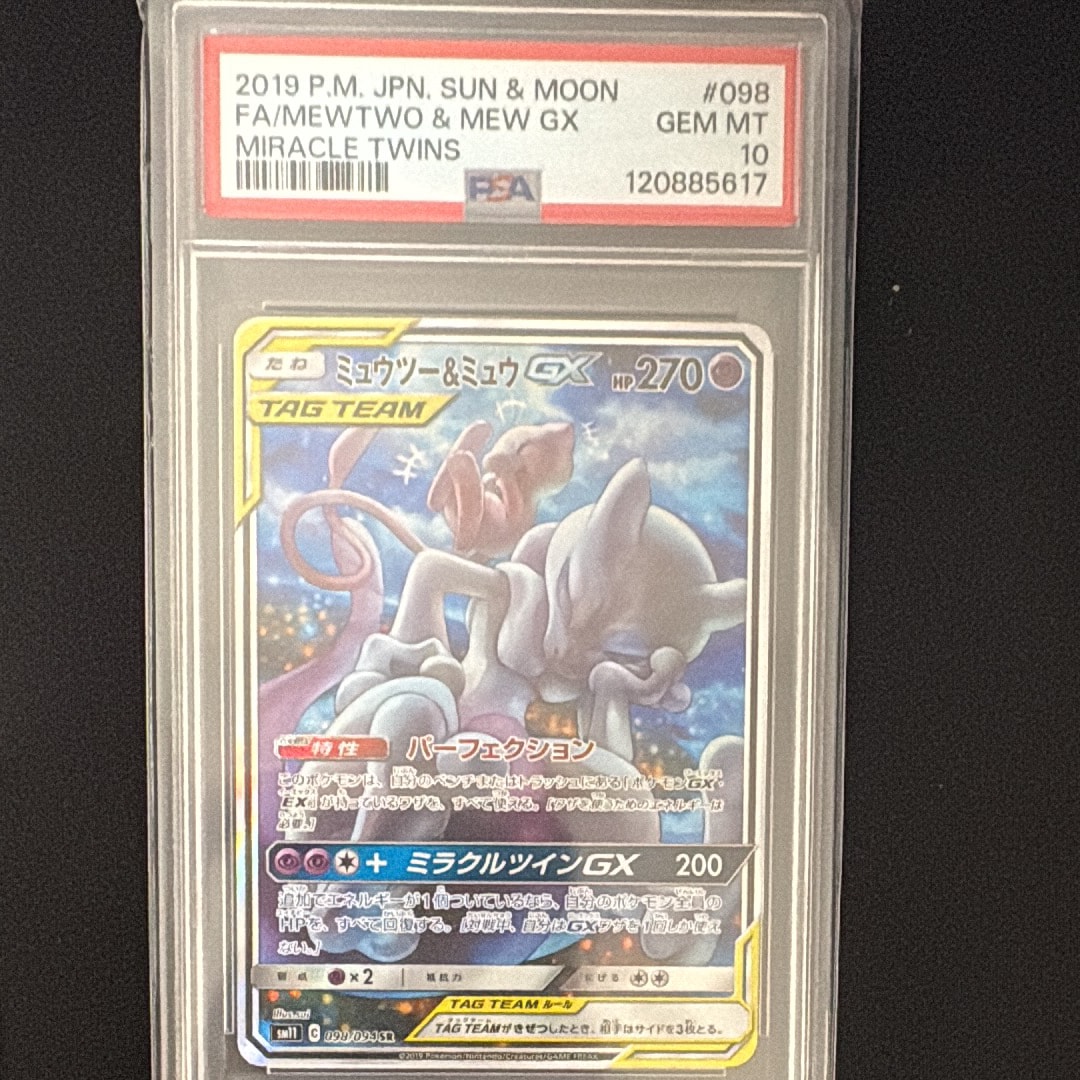 2019 P.M. JPN. SUN & MOON #098
FA/MEWTWO & MEW GX GEM MT
MIRACLE TWINS 10
PSA 120885617
たね ミュウツー&ミュウGX HP270
TAG TEAM
特性 パーフェクション
このポケモンは、自分のベンチまたはトラッシュにある「ポケモンGX・
EX」が持っているワザを、すべて使える。[ワザを使うためのエネルギーは
必要。]
+ ミラクルツインGX 200
追加でエネルギーが1個ついているなら、自分のポケモン全員の
HPを、すべて回復する。[対戦中、自分はGXワザを1回しか使え
ない。]
弱点 ×2 抵抗力 にげる
TAG TEAM ルール
TAG TEAMがきぜつしたとき、相手はサイドを3枚とる。
illus. sui
sm11 C 098/094 SR
©2019 Pokémon/Nintendo/Creatures/GAME FREAK